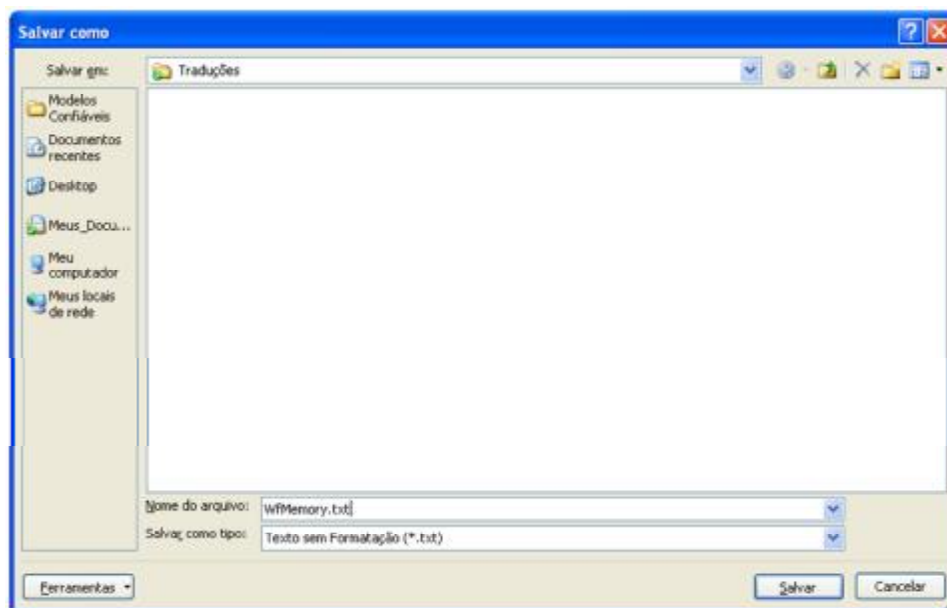 Salvar como
Salvar em:
Traduções
Modelos
Confiáveis
Documentos
recentes
Desktop
Meus_Docu...
Meu
computador
Meus locais
de rede
Nome do arquivo:
WfMemory.txt
Salvar como tipo:
Texto sem Formatação (*.txt)
Ferramentas
Salvar
Cancelar